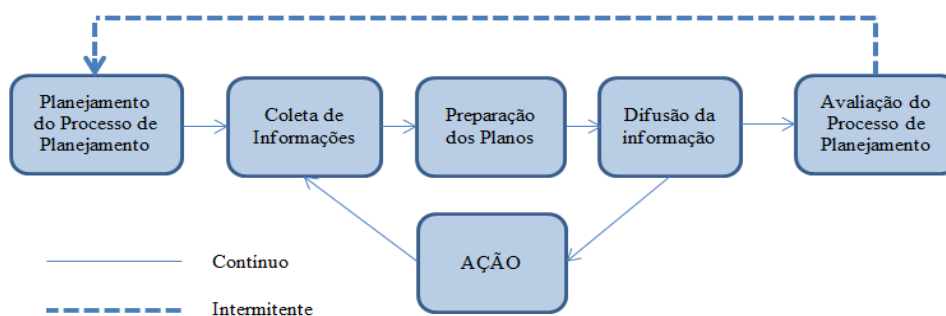 Planejamento
do Processo de
Planejamento
Coleta de
Informações
Preparação
dos Planos
Difusão da
informação
Avaliação do
Processo de
Planejamento
AÇÃO
Contínuo
Intermitente